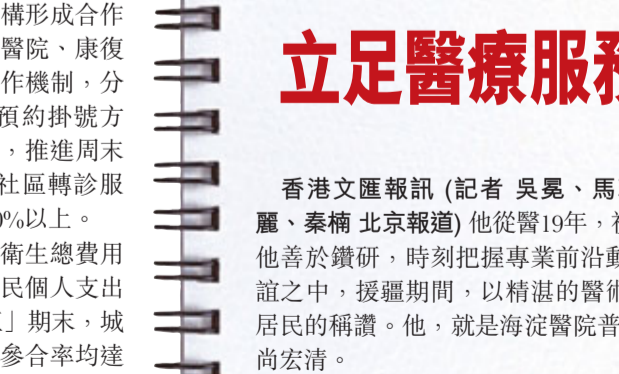 構形成合作
醫院、康復
作機制，分
預約掛號方
，推進周末
社區轉診服
0%以上。
衛生總費用
民個人支出
」期末，城
參合率均達
立足醫療服務
香港文匯報訊 (記者 吳冕、馬
麗、秦楠 北京報道) 他從醫19年，
他善於鑽研，時刻把握專業前沿動
誼之中，援疆期間，以精湛的醫術
居民的稱讚。他，就是海淀醫院普
尚宏清。